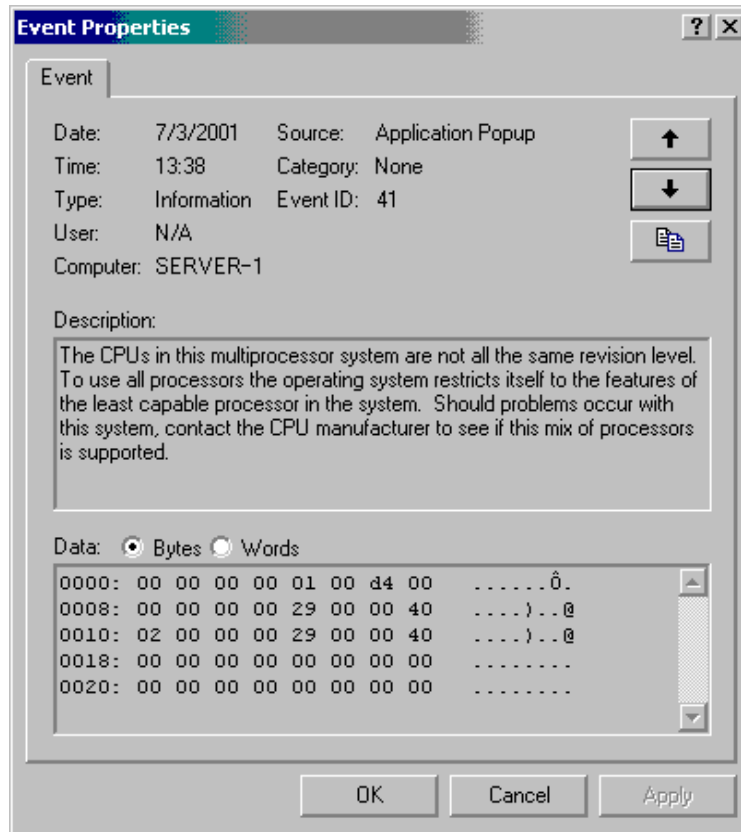 Event Properties
Event
Date: 7/3/2001 Source: Application Popup
Time: 13:38 Category: None
Type: Information Event ID: 41
User: N/A
Computer: SERVER-1
Description:
The CPUs in this multiprocessor system are not all the same revision level.
To use all processors the operating system restricts itself to the features of
the least capable processor in the system.  Should problems occur with
this system, contact the CPU manufacturer to see if this mix of processors
is supported.
Data: Bytes Words
0000: 00 00 00 00 01 00 d4 00 ......Ô.
0008: 00 00 00 00 29 00 00 40 ....)..@
0010: 02 00 00 00 29 00 00 40 ....)..@
0018: 00 00 00 00 00 00 00 00 ........
0020: 00 00 00 00 00 00 00 00 ........
OK Cancel Apply